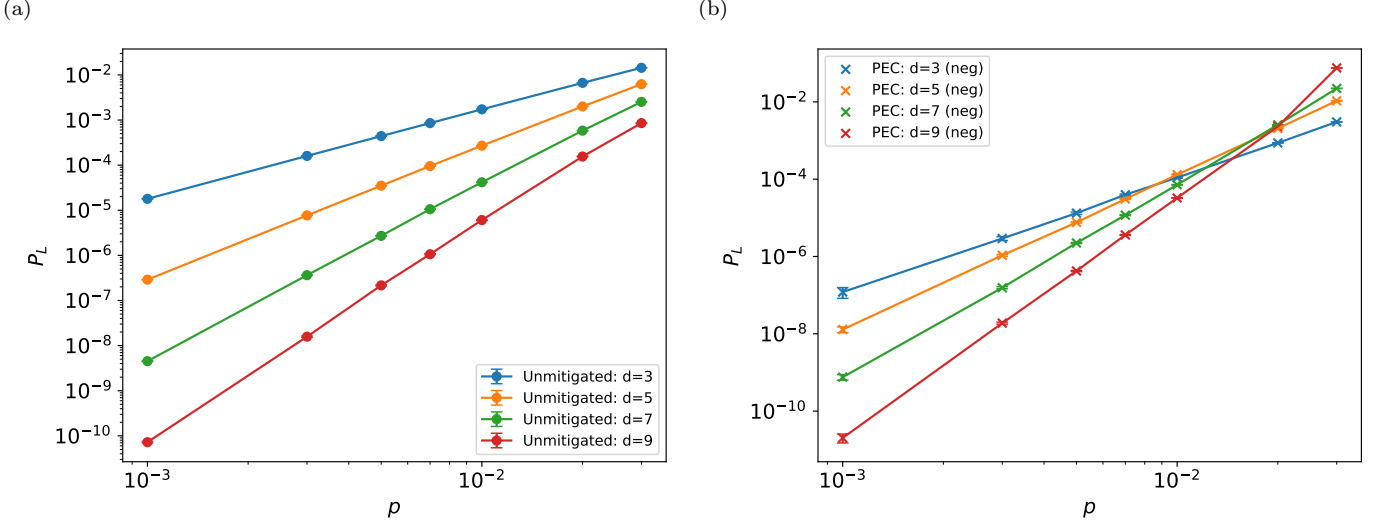 (a)
10⁻²
10⁻³
10⁻⁴
10⁻⁵
10⁻⁶
10⁻⁷
10⁻⁸
10⁻⁹
10⁻¹⁰
P_L
10⁻³
10⁻²
p
Unmitigated: d=3
Unmitigated: d=5
Unmitigated: d=7
Unmitigated: d=9
(b)
PEC: d=3 (neg)
PEC: d=5 (neg)
PEC: d=7 (neg)
PEC: d=9 (neg)
10⁻²
10⁻⁴
10⁻⁶
10⁻⁸
10⁻¹⁰
P_L
10⁻³
10⁻²
p